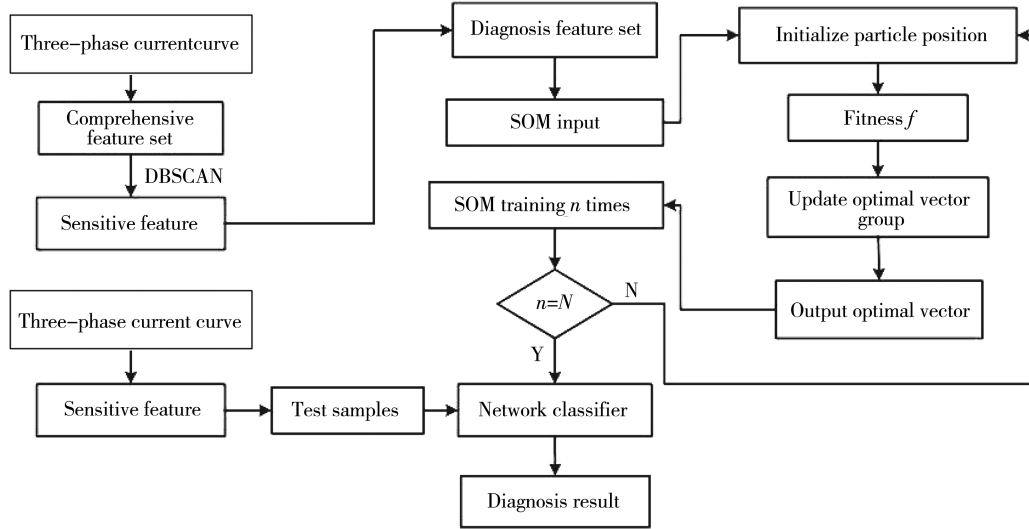 Three-phase currentcurve
Comprehensive
feature set
DBSCAN
Sensitive feature
Diagnosis feature set
SOM input
Initialize particle position
Fitness f
Update optimal vector
group
Output optimal vector
SOM training n times
n=N
N
Y
Three-phase current curve
Sensitive feature
Test samples
Network classifier
Diagnosis result